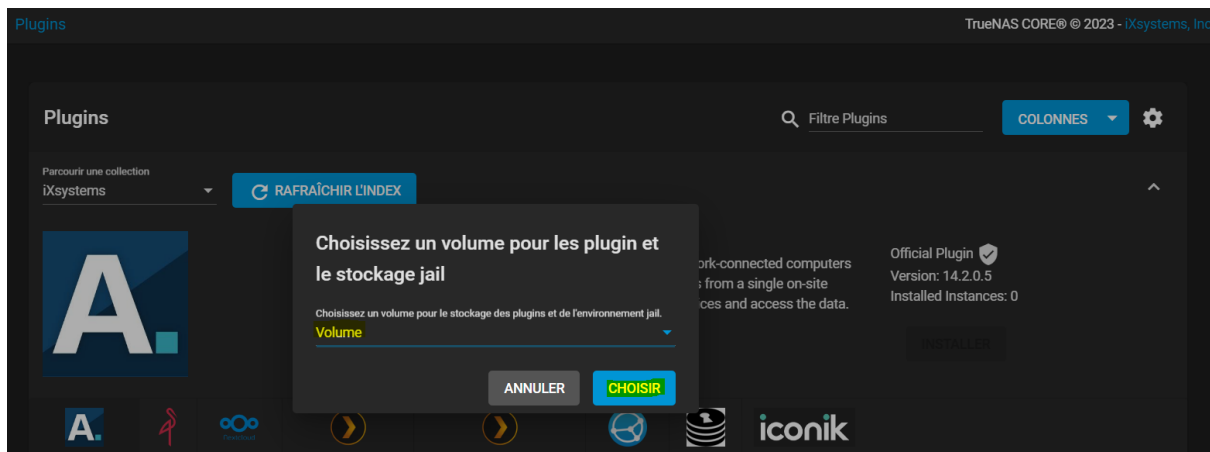 Plugins
TrueNAS CORE® © 2023 - iXsystems, Inc
Plugins
Filtre Plugins
COLONNES
Parcourir une collection
iXsystems
RAFRAÎCHIR L'INDEX
Choisissez un volume pour les plugin et
le stockage jail
Choisissez un volume pour le stockage des plugins et de l'environnement jail.
Volume
ANNULER
CHOISIR
ork-connected computers
from a single on-site
ces and access the data.
Official Plugin
Version: 14.2.0.5
Installed Instances: 0
INSTALLER
A.
A.
Nextcloud
iconik